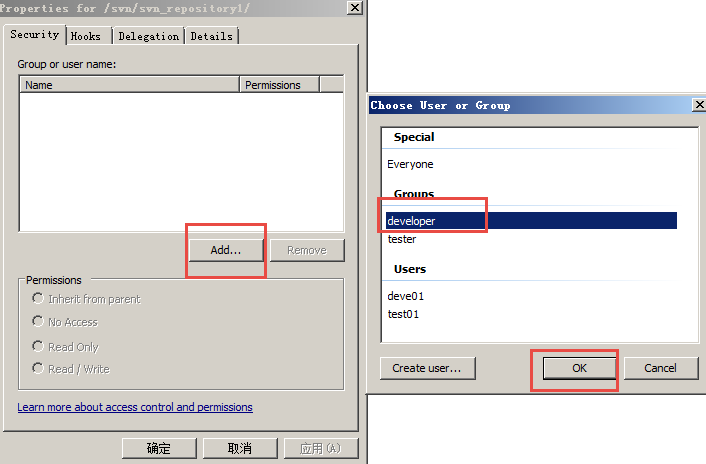 Properties for /svn/svn_repository1/
Security Hooks Delegation Details
Group or user name:
Name Permissions
Add... Remove
Permissions
Inherit from parent
No Access
Read Only
Read / Write
Learn more about access control and permissions
确定 取消 应用(A)
Choose User or Group
Special
Everyone
Groups
developer
tester
Users
deve01
test01
Create user... OK Cancel